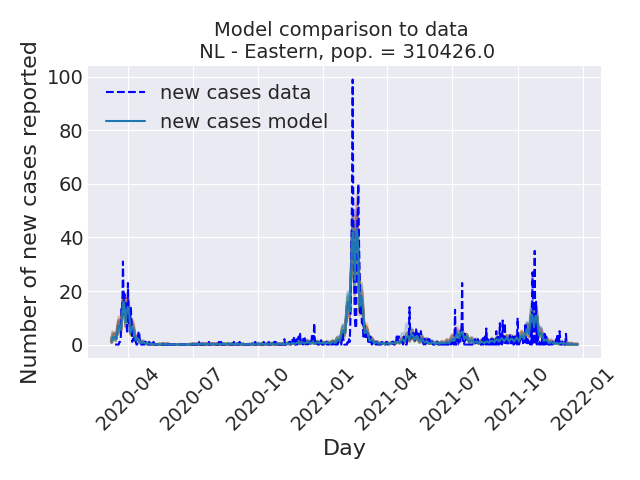 Model comparison to data
NL - Eastern, pop. = 310426.0
Number of new cases reported
100
80
60
40
20
0
new cases data
new cases model
2020-04
2020-07
2020-10
2021-01
2021-04
2021-07
2021-10
2022-01
Day